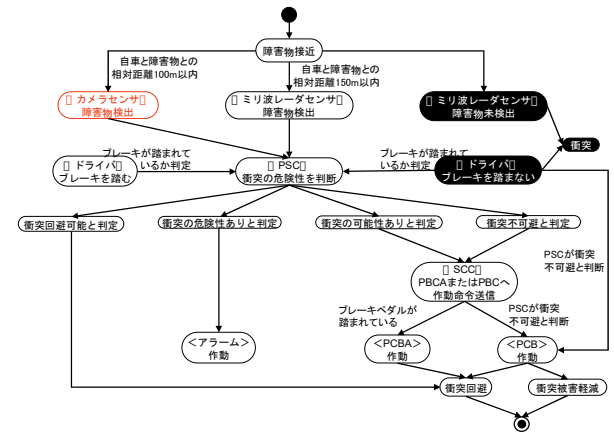 障害物接近
自車と障害物との
相対距離100m以内
自車と障害物との
相対距離150m以内
カメラセンサ
障害物検出
ミリ波レーダセンサ
障害物検出
ミリ波レーダセンサ
障害物未検出
衝突
ブレーキが踏まれて
いるか判定
ブレーキが踏まれて
いるか判定
ドライバ
ブレーキを踏む
PSC
衝突の危険性を判断
ドライバ
ブレーキを踏まない
衝突回避可能と判定
衝突の危険性ありと判定
衝突の可能性ありと判定
衝突不可避と判定
PSCが衝突
不可避と判断
SCC
PBCAまたはPBCへ
作動命令送信
ブレーキペダルが
踏まれている
PSCが衝突
不可避と判断
<アラーム>
作動
<PCBA>
作動
<PCB>
作動
衝突回避
衝突被害軽減